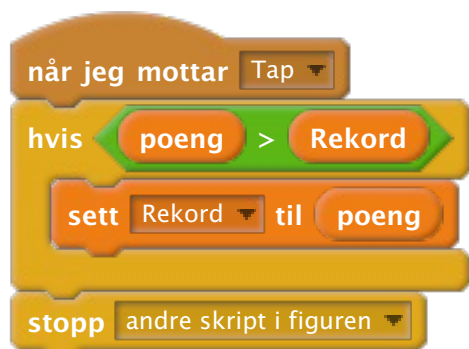 når jeg mottar Tap
hvis poeng > Rekord
sett Rekord til poeng
stopp andre skript i figuren